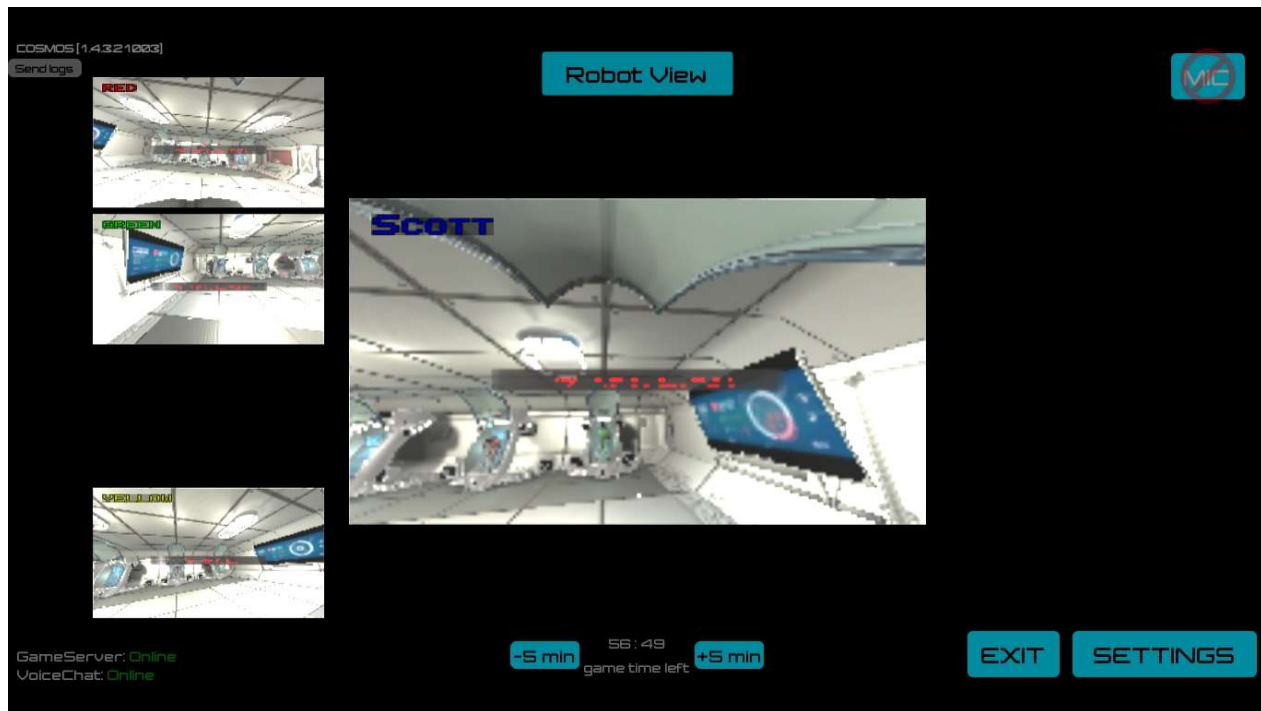 COSMOS [1.4.3.21003]
Send logs
Robot View
MIC
RED
GREEN
Scott
YELLOW
GameServer: Online
VoiceChat: Online
-5 min
56:49
game time left
+5 min
EXIT
SETTINGS